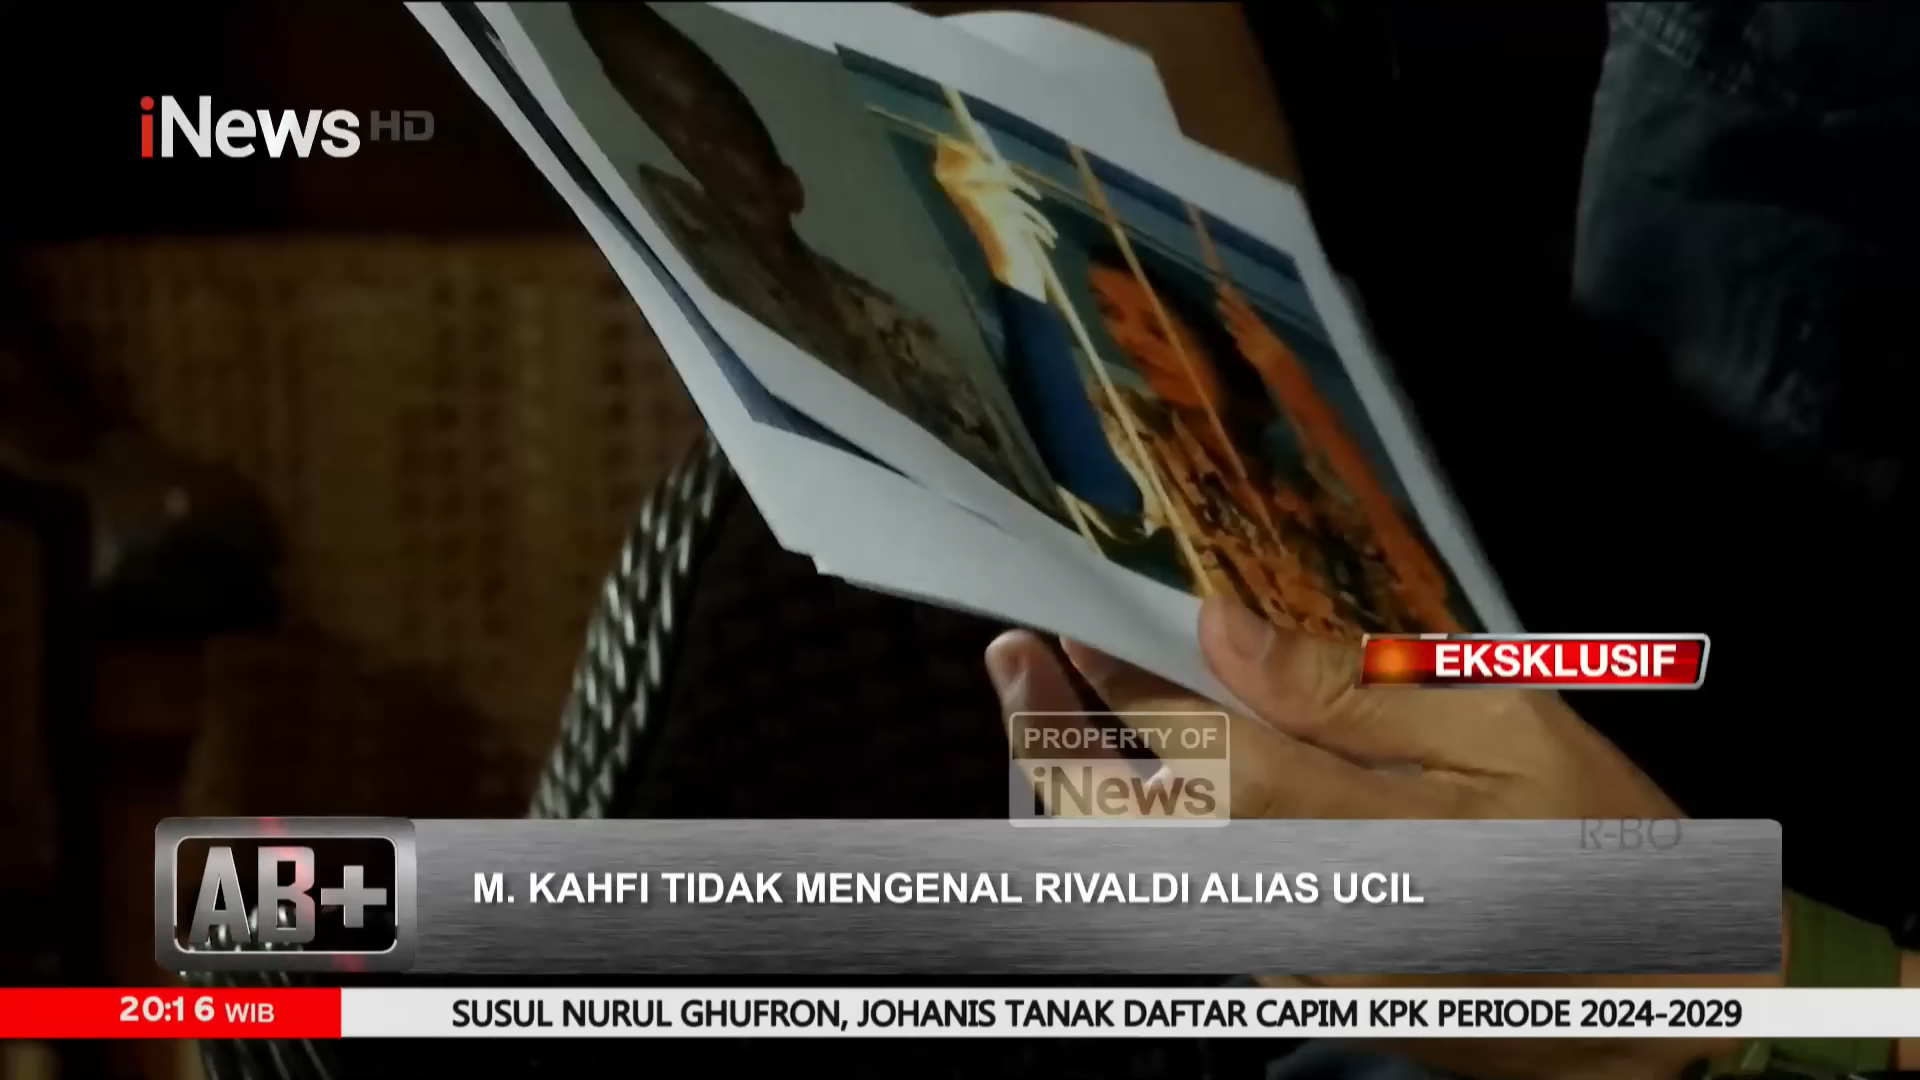 iNews HD
EKSKLUSIF
PROPERTY OF
iNews
R-BO
AB+
M. KAHFI TIDAK MENGENAL RIVALDI ALIAS UCIL
20:16 WIB
SUSUL NURUL GHUFRON, JOHANIS TANAK DAFTAR CAPIM KPK PERIODE 2024-2029